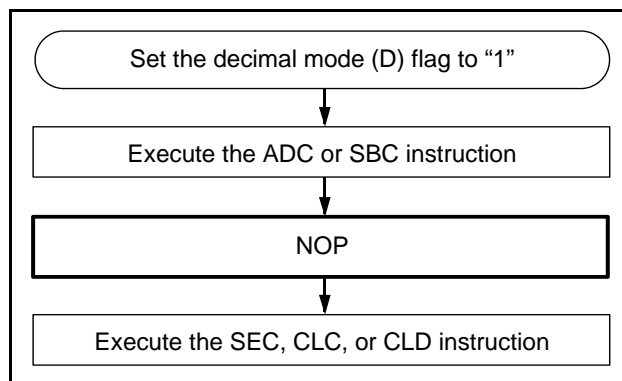 Set the decimal mode (D) flag to “1”
Execute the ADC or SBC instruction
NOP
Execute the SEC, CLC, or CLD instruction